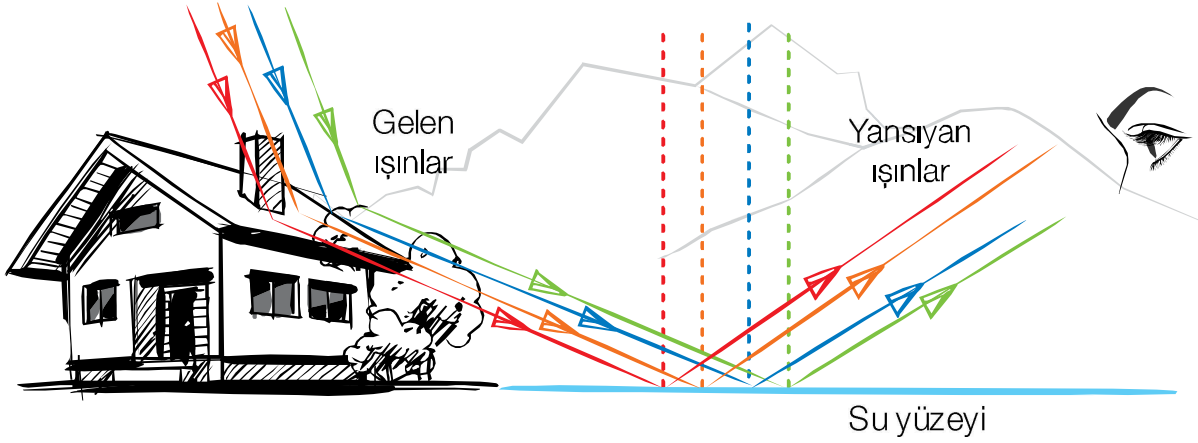 Gelen
ışınlar
Yansıyan
ışınlar
Su yüzeyi